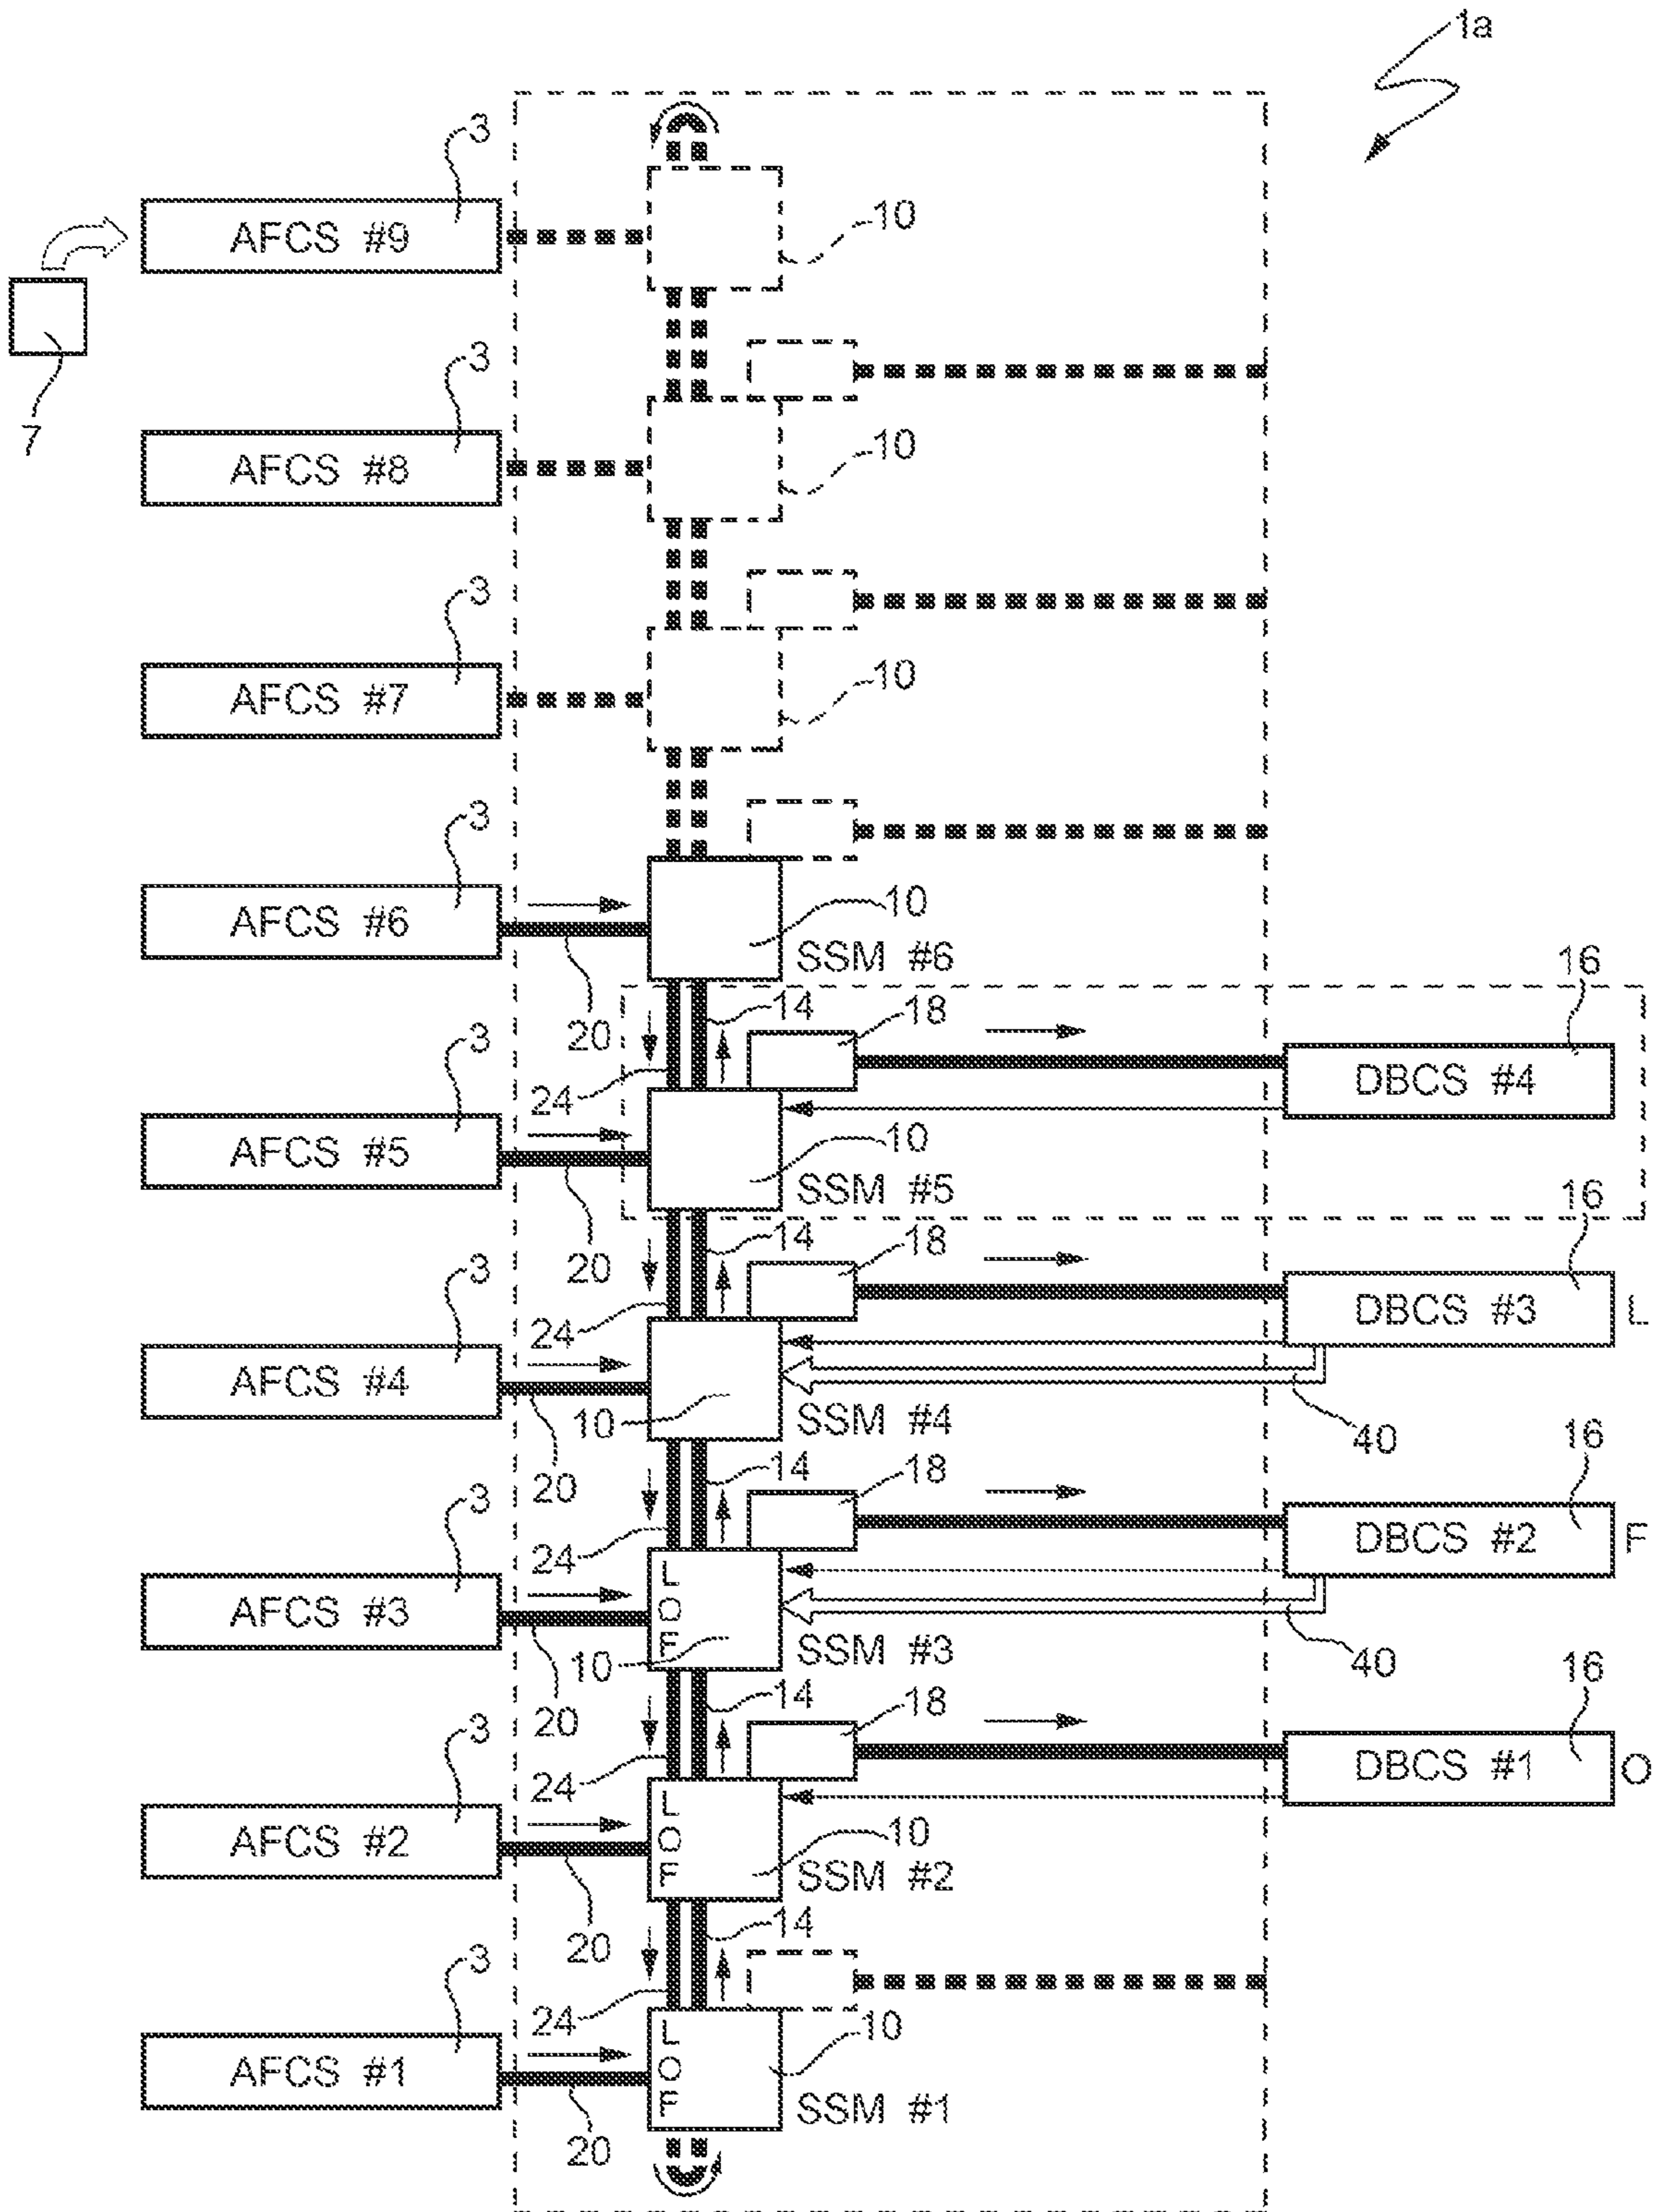 1a
3
AFCS #9
10
7
3
AFCS #8
10
3
AFCS #7
10
3
AFCS #6
10
SSM #6
20
16
14
18
3
DBCS #4
24
AFCS #5
10
SSM #5
16
14
18
20
3
DBCS #3 L
24
AFCS #4
10
SSM #4
40
16
14
18
20
3
DBCS #2 F
24
L
O
F
AFCS #3
10
SSM #3
40
16
14
18
20
3
DBCS #1 O
24
L
O
F
AFCS #2
10
SSM #2
14
20
3
24
L
O
F
10
AFCS #1
SSM #1
20